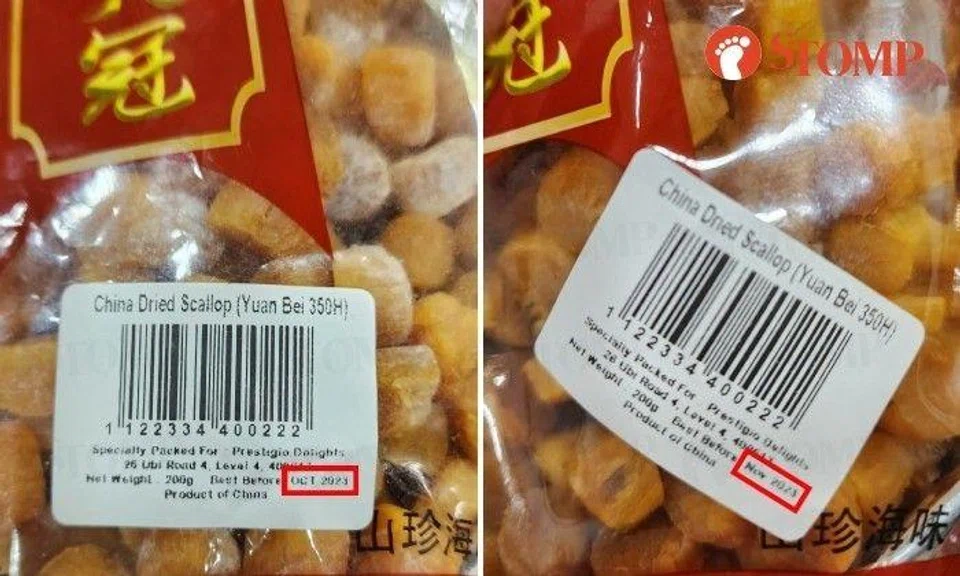 冠
China Dried Scallop (Yuan Bei 350H)
1 122334 400222
Specially Packed For : Prestigio Delights
26 Ubi Road 4, Level 4,
Net Weight : 200g Best Before: OCT 2023
Product of China
山珍海
STOMP
China Dried Scallop (Yuan Bei 350H)
1 122334 400222
Specially Packed For : Prestigio Delights
26 Ubi Road 4, Level 4,
Net Weight : 200g Best Before: Nov 2023
Product of China
山珍海味